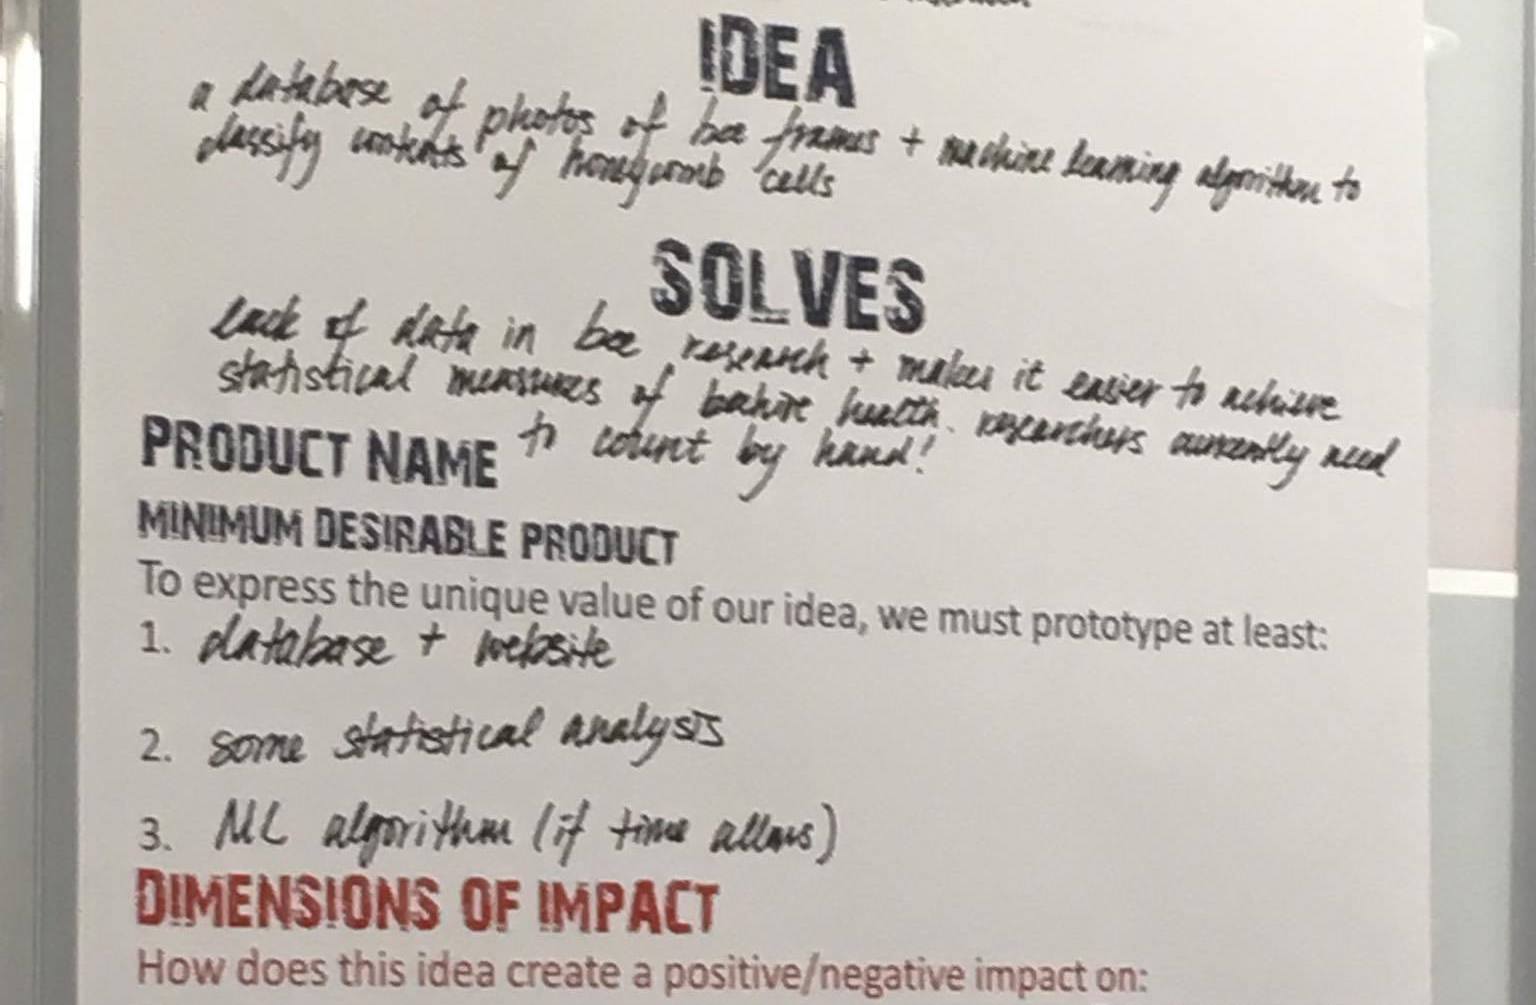 IDEA
a database of photos of bee frames + machine learning algorithm to
classify contents of honeycomb cells
SOLVES
lack of data in bee research + makes it easier to achieve
statistical measures of beehive health. researchers currently need
to count by hand!
PRODUCT NAME
MINIMUM DESIRABLE PRODUCT
To express the unique value of our idea, we must prototype at least:
1. database + website
2. some statistical analysis
3. ML algorithm (if time allows)
DIMENSIONS OF IMPACT
How does this idea create a positive/negative impact on: